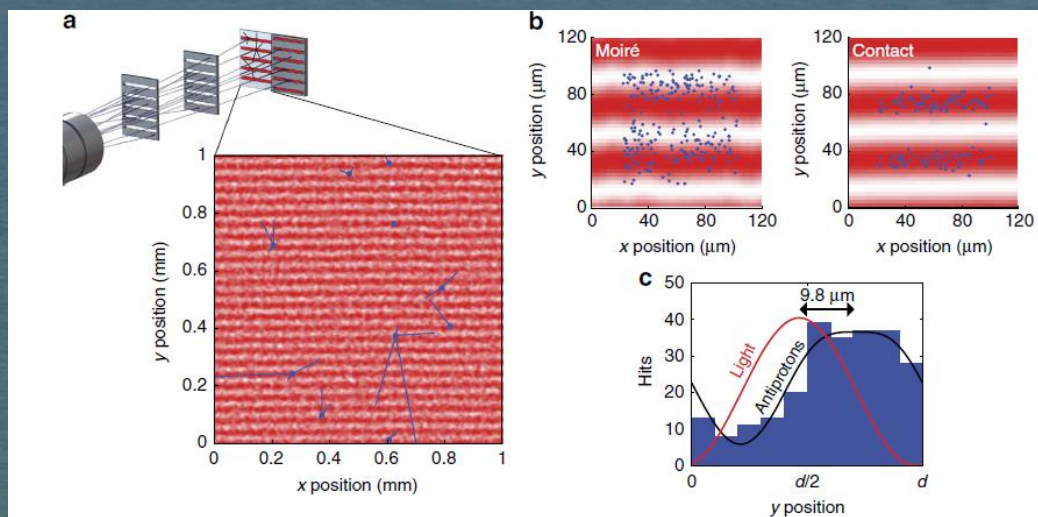 a
1
0.8
0.6
0.4
0.2
0
y position (mm)
0 0.2 0.4 0.6 0.8 1
x position (mm)
b
Moiré
120
80
40
0
y position (μm)
0 40 80 120
x position (μm)
Contact
120
80
40
0
y position (μm)
0 40 80 120
x position (μm)
c
9.8 μm
50
40
30
20
10
0
Hits
Light
Antiprotons
0 d/2 d
y position